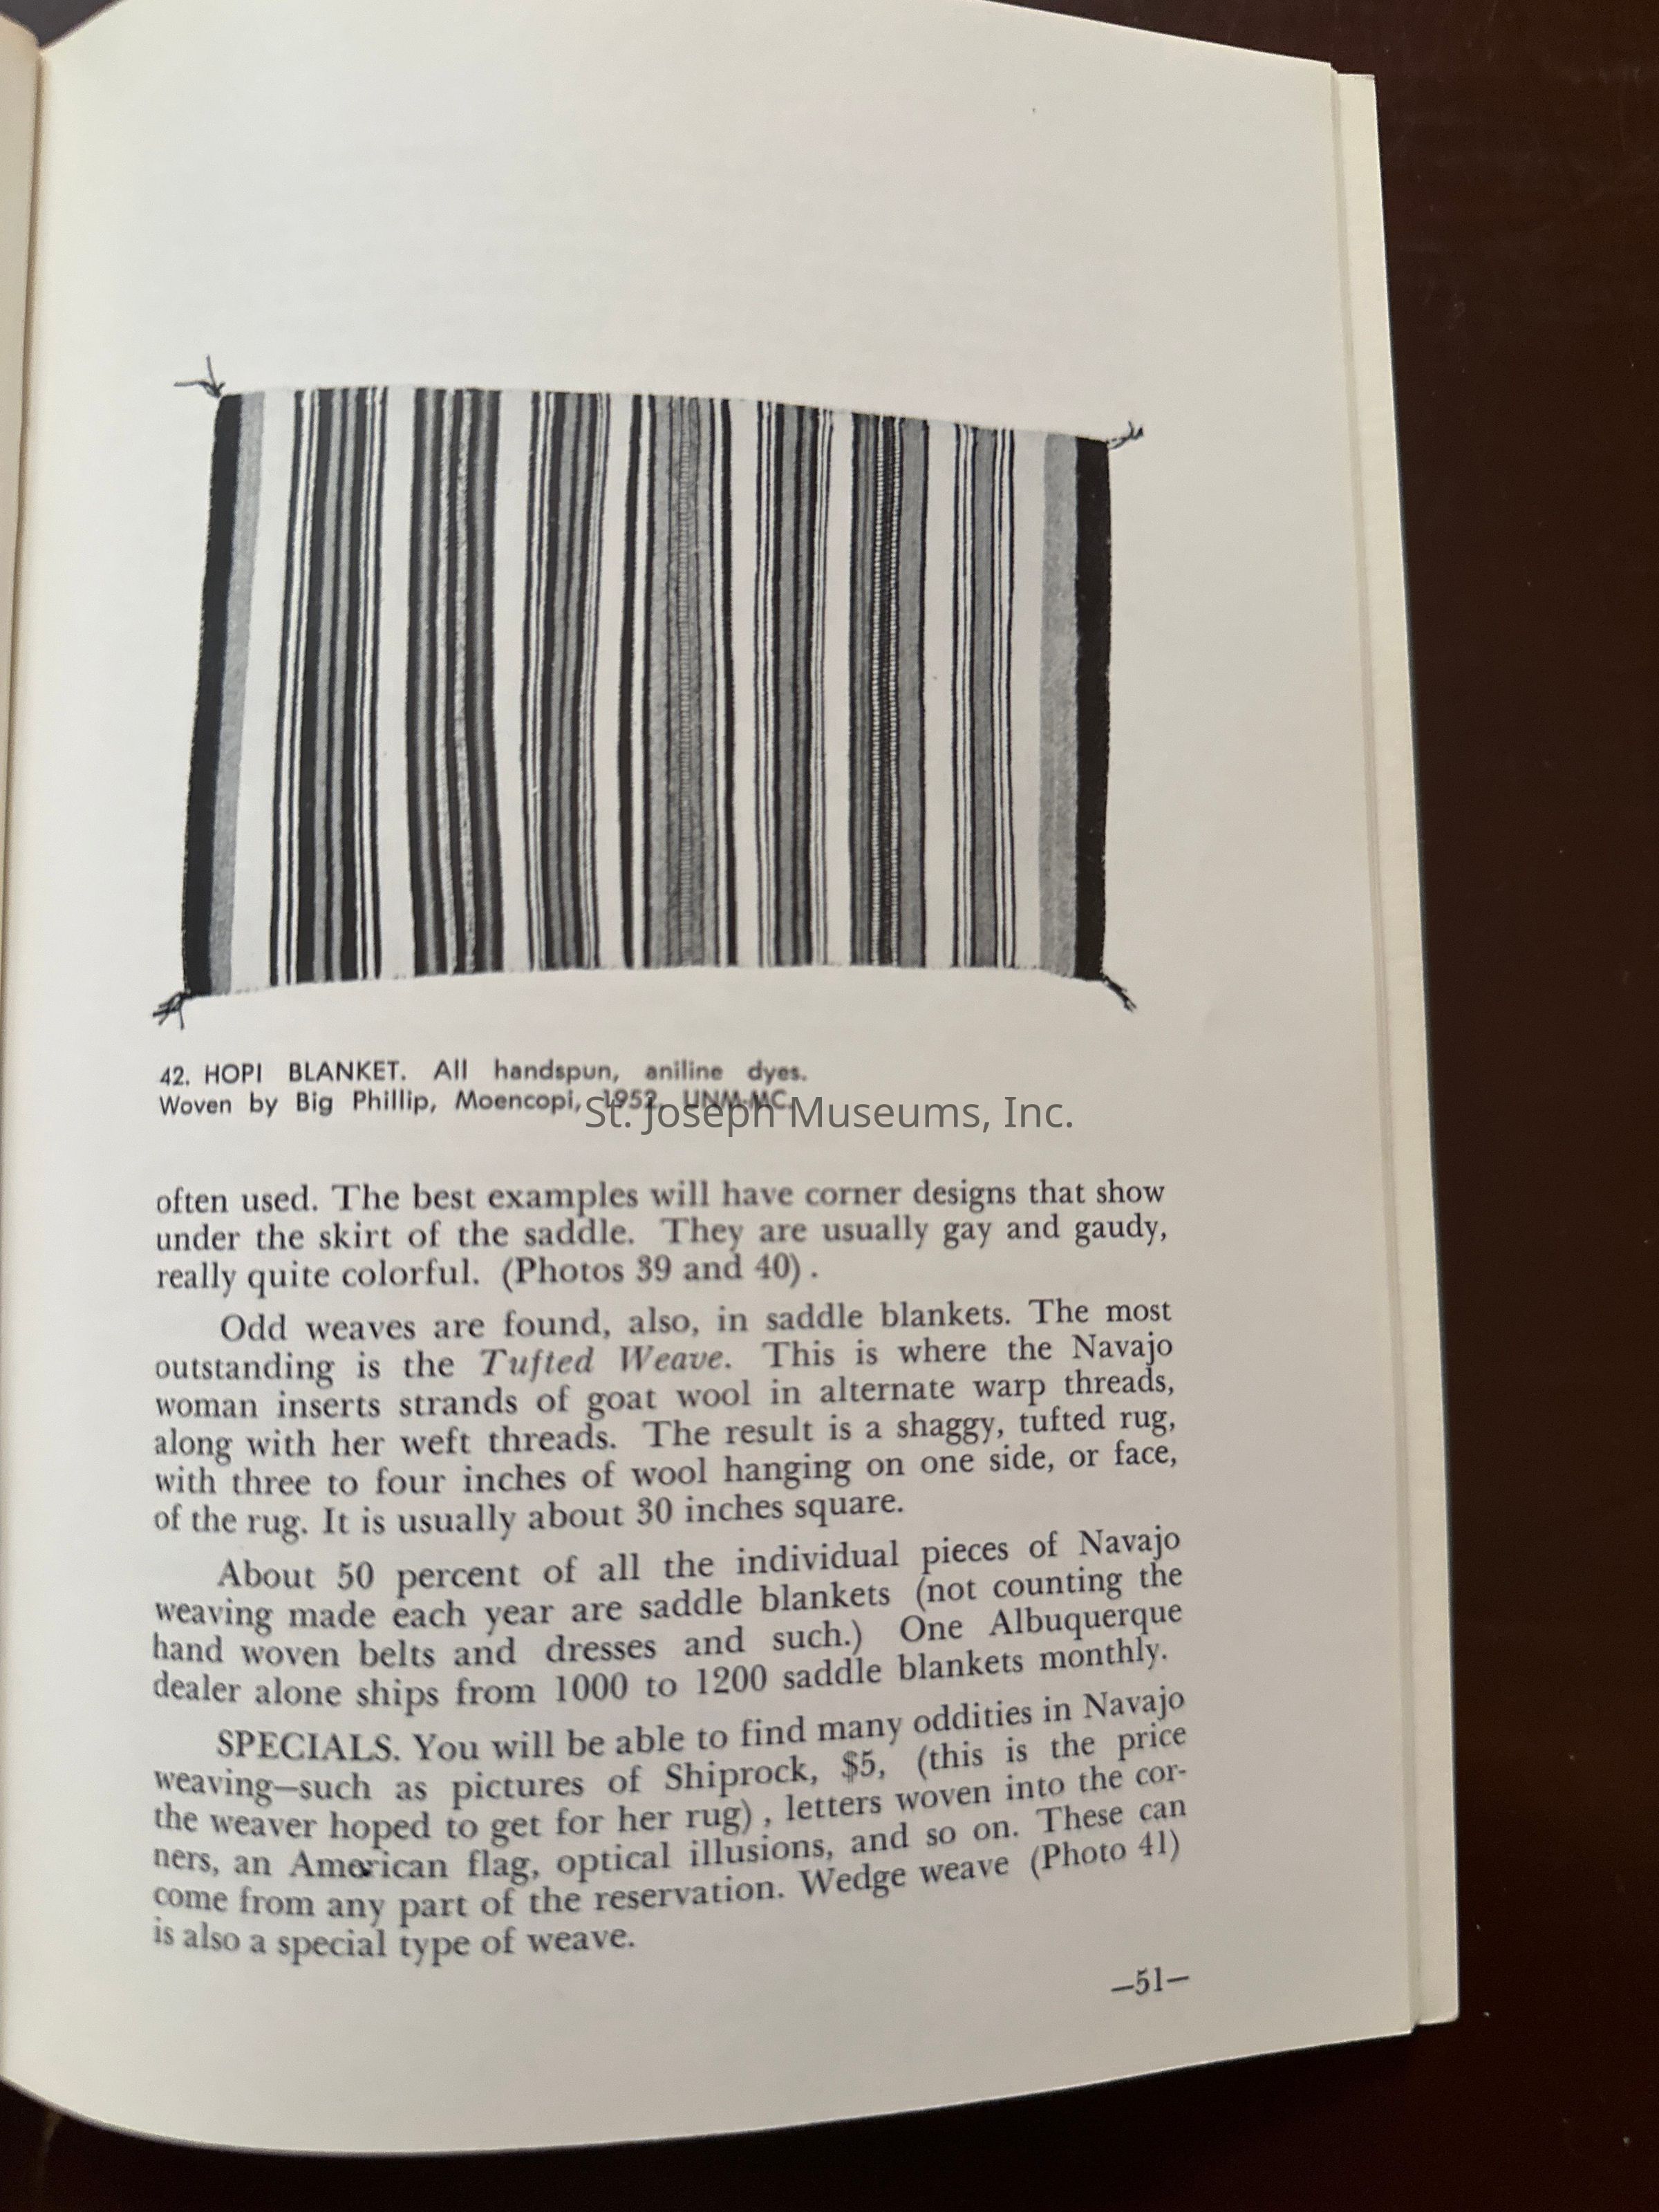 42. HOPI BLANKET. All handspun, aniline dyes.
Woven by Big Phillip, Moencopi, 1952. UNM-MC.
St. Joseph Museums, Inc.
often used. The best examples will have corner designs that show
under the skirt of the saddle. They are usually gay and gaudy,
really quite colorful. (Photos 39 and 40).
Odd weaves are found, also, in saddle blankets. The most
outstanding is the Tufted Weave. This is where the Navajo
woman inserts strands of goat wool in alternate warp threads,
along with her weft threads. The result is a shaggy, tufted rug,
with three to four inches of wool hanging on one side, or face,
of the rug. It is usually about 30 inches square.
About 50 percent of all the individual pieces of Navajo
weaving made each year are saddle blankets (not counting the
hand woven belts and dresses and such.) One Albuquerque
dealer alone ships from 1000 to 1200 saddle blankets monthly.
SPECIALS. You will be able to find many oddities in Navajo
weaving—such as pictures of Shiprock, $5, (this is the price
the weaver hoped to get for her rug), letters woven into the cor-
ners, an American flag, optical illusions, and so on. These can
come from any part of the reservation. Wedge weave (Photo 41)
is also a special type of weave.
—51—